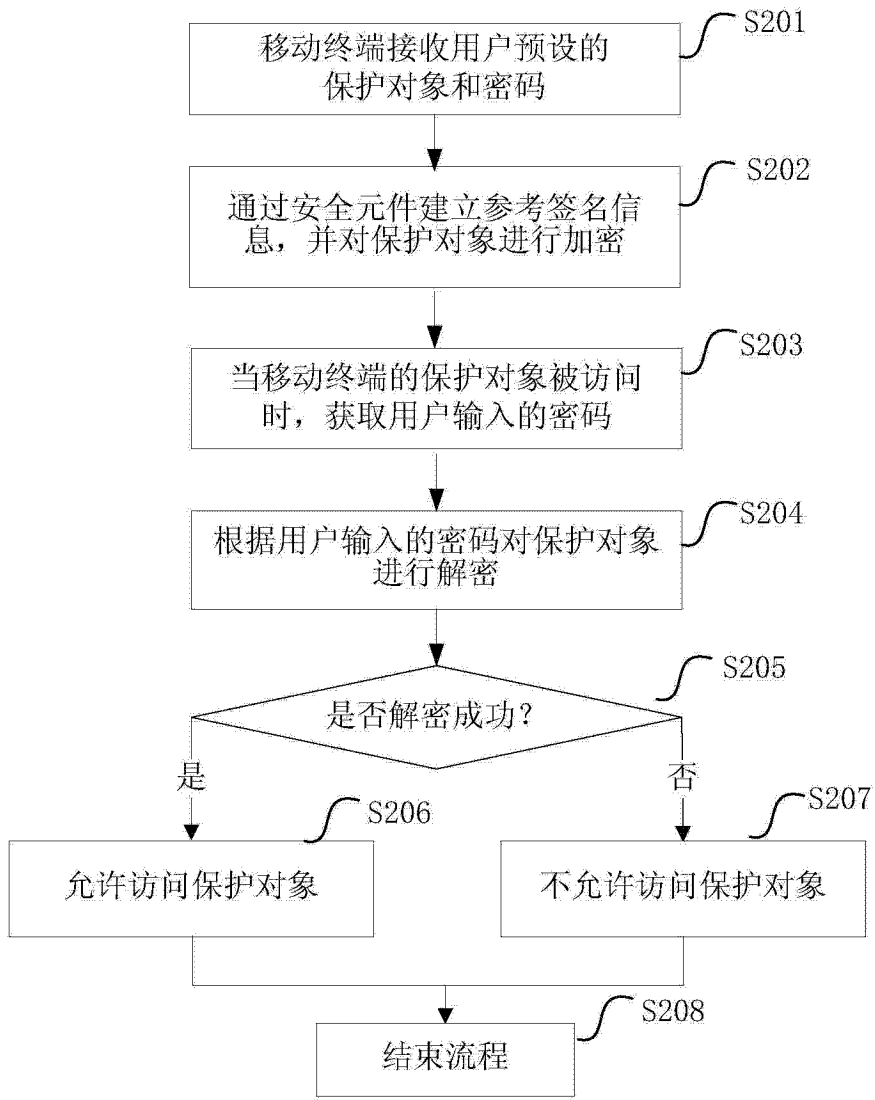 S201
移动终端接收用户预设的
保护对象和密码
S202
通过安全元件建立参考签名信
息，并对保护对象进行加密
S203
当移动终端的保护对象被访问
时，获取用户输入的密码
S204
根据用户输入的密码对保护对象
进行解密
S205
是否解密成功？
是
否
S206
S207
允许访问保护对象
不允许访问保护对象
S208
结束流程